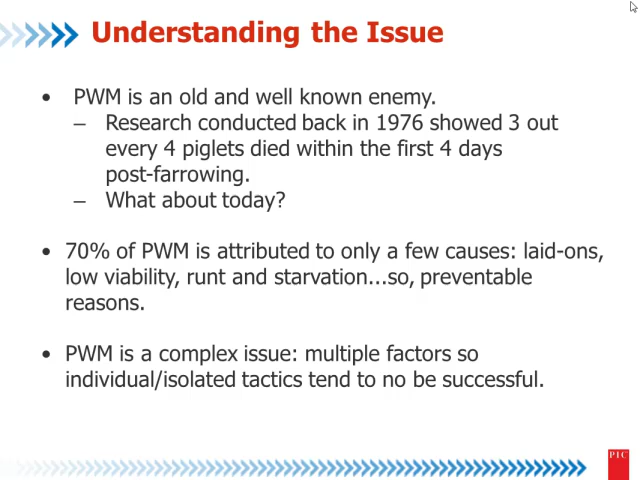 Understanding the Issue
• PWM is an old and well known enemy.
– Research conducted back in 1976 showed 3 out
every 4 piglets died within the first 4 days
post-farrowing.
– What about today?
• 70% of PWM is attributed to only a few causes: laid-ons,
low viability, runt and starvation...so, preventable
reasons.
• PWM is a complex issue: multiple factors so
individual/isolated tactics tend to no be successful.
PIC